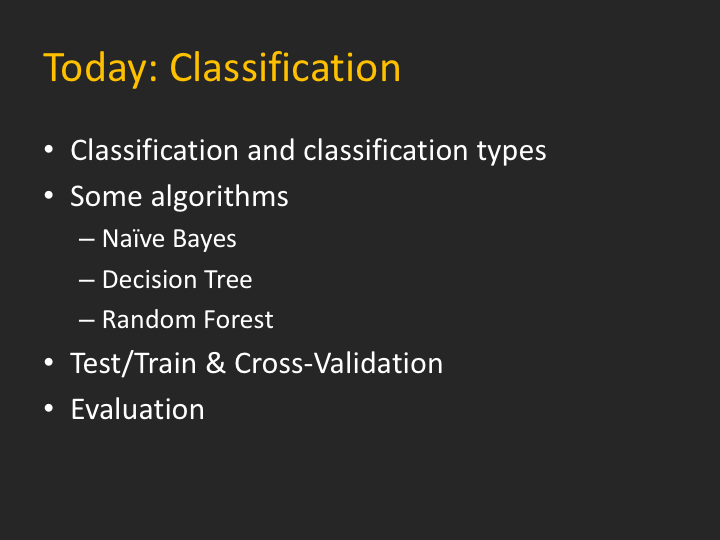 Today: Classification
• Classification and classification types
• Some algorithms
– Naïve Bayes
– Decision Tree
– Random Forest
• Test/Train & Cross-Validation
• Evaluation